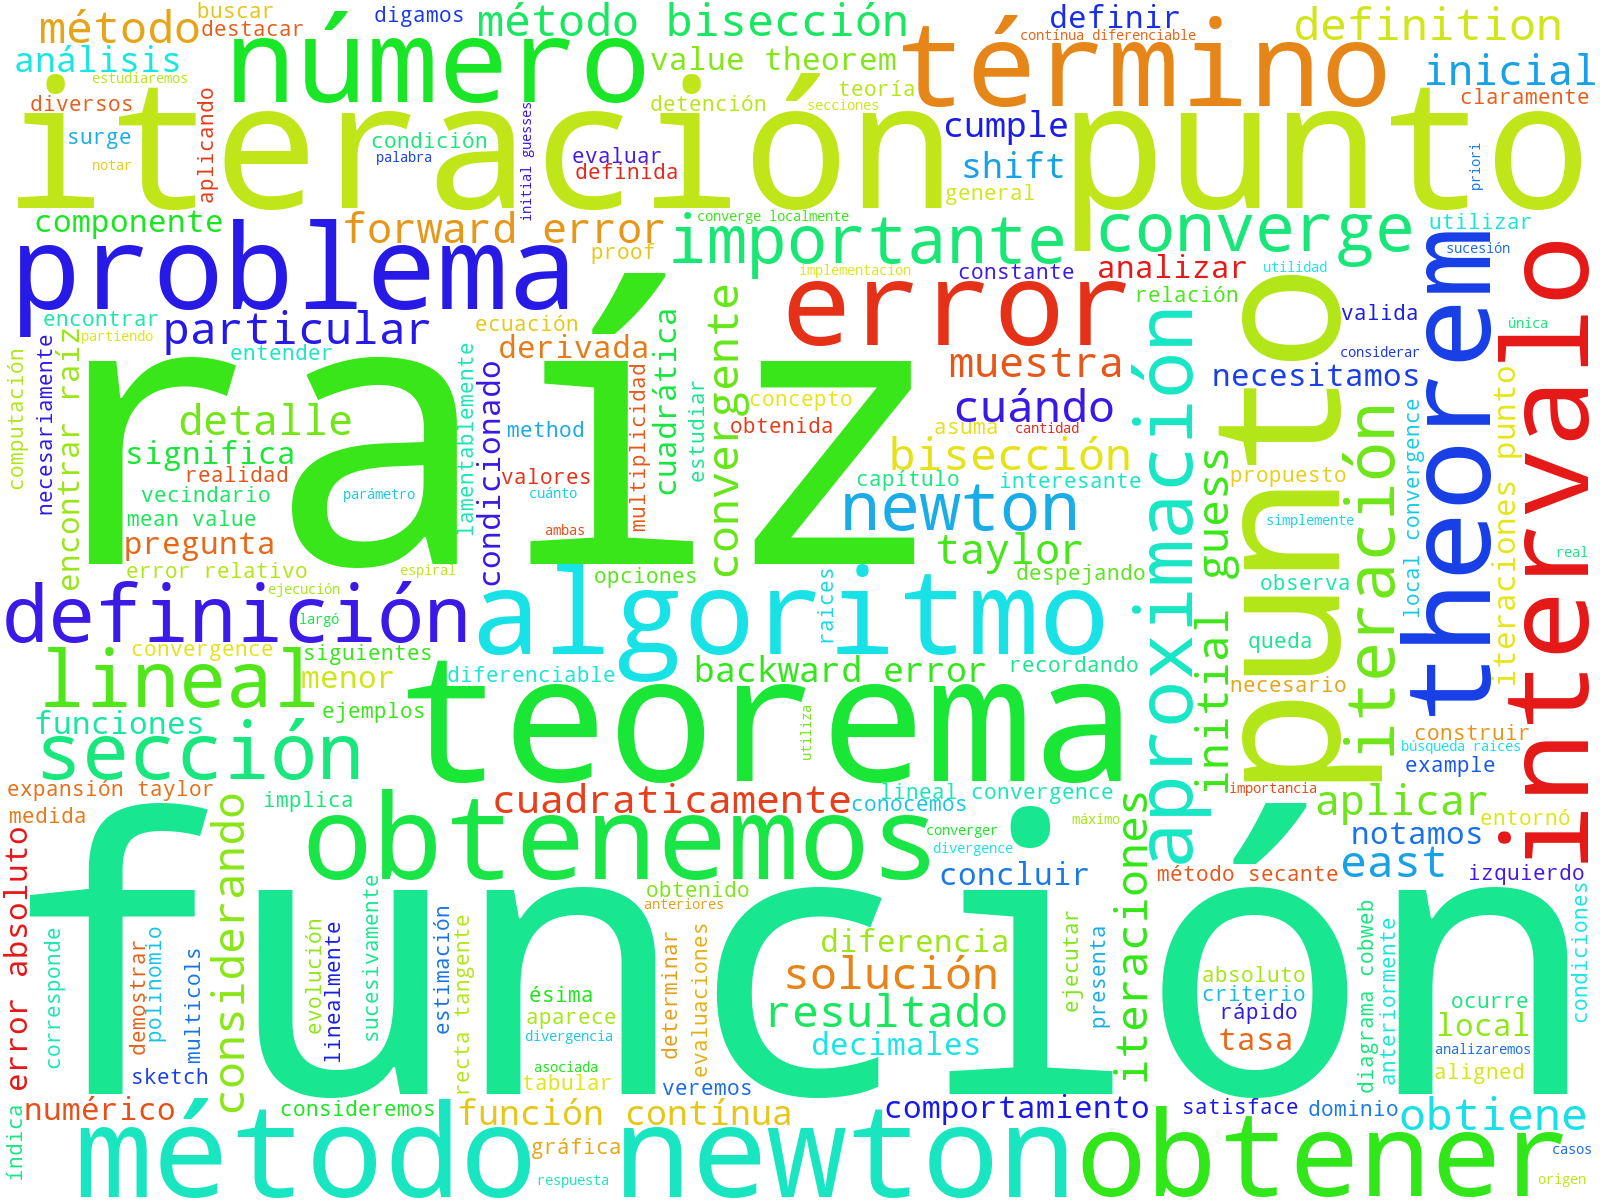 buscar
digamos
método bisección
definir
definition
método
destacar
número
término
continua diferenciable
análisis
estudiaremos
value theorem
inicial
teoría
diversos
aplicando
iteración punto
detención
secciones
claramente
surge
condición
cumple
palabra
initial guesses
evaluar
notar
definida
shift
general
priori
componente
forward error
converge localmente
importante
converge
utilizar
sucesión
problema
proof
theorem
intervalo
implementacion
constante
analizar
utilidad
relación
encontrar
partiendo
particular
ecuación
error
valida
única
encontrar raíz
entender
derivada
cuadrática
convergente
muestra
considerar
necesitamos
computación
necesariamente
raíz
lamentablemente
condicionado
multiplicidad
concepto
cuándo
aproximación
punto
iteración
local convergence
iteraciones punto
detalle
method
estudiar
obtenida
asuma
cantidad
significa
bisección
guess
realidad
valores
capítulo
interesante
propuesto
vecindario
parámetro
cuánto
newton
mean value
simplemente
pregunta
ambas
taylor
real
error relativo
espiral
opciones
despejando
observa
ejecución
raices
definición
largó
algoritmo
initial
queda
convergence
siguientes
lineal
menor
diferenciable
backward error
recordando
necesario
teorema
ejemplos
funciones
utiliza
construir
sección
búsqueda raices
example
expansión taylor
implica
cuadraticamente
lineal convergence
importancia
aplicar
conocemos
medida
error absoluto
considerando
obtenemos
converger
máximo
entornó
divergence
iteraciones
notamos
concluir
método secante
east
izquierdo
función
obtenido
anteriores
corresponde
demostrar
polinomio
multicols
evolución
linealmente
sucesivamente
estimación
recta tangente
determinar
evaluaciones
diferencia
ejecutar
presenta
diagrama cobweb
anteriormente
condiciones
solución
absoluto
ésima
criterio
ocurre
aparece
resultado
rápido
local
divergencia
decimales
tasa
analizaremos
asociada
sketch
tabular
veremos
aligned
índica
numérico
consideremos
función contínua
comportamiento
satisface
dominio
obtiene
método newton
obtener
gráfica
casos
respuesta
origen